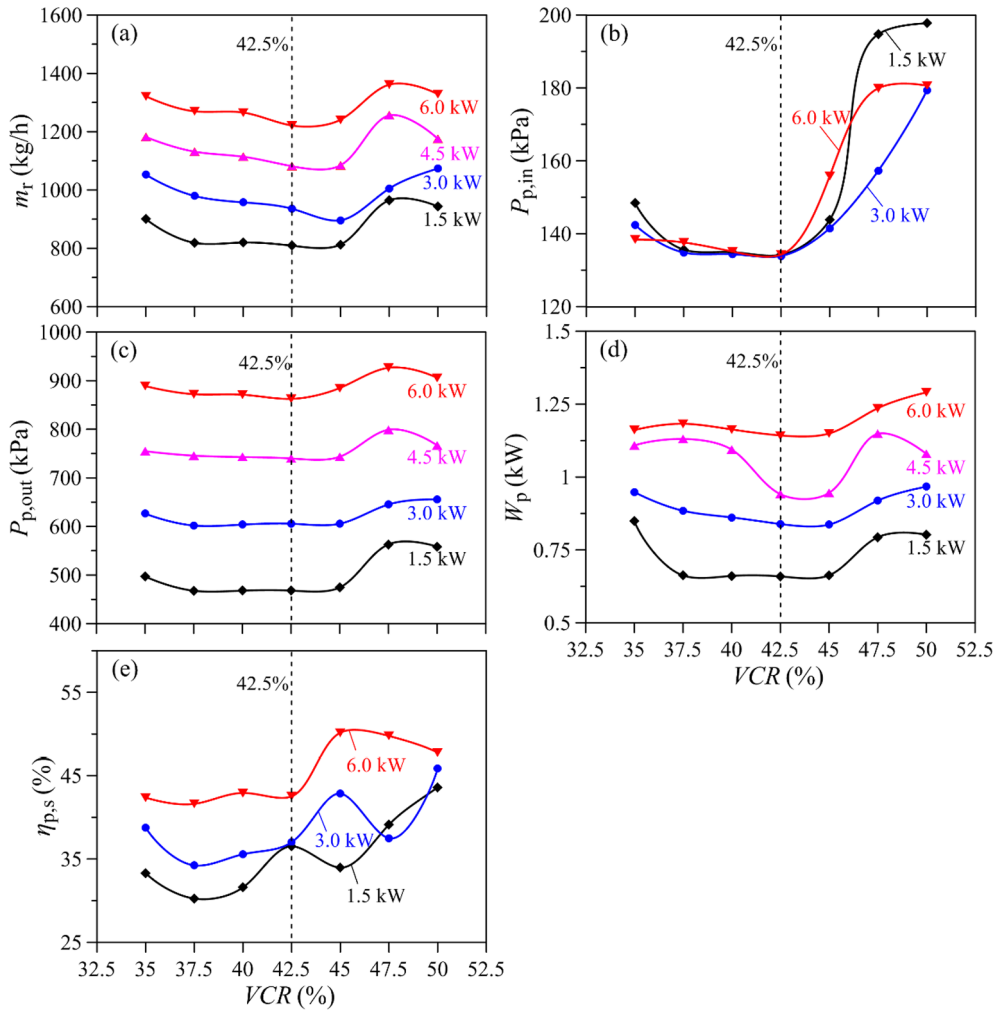 1600
1400
1200
1000
800
600
m_r (kg/h)
(a)
42.5%
6.0 kW
4.5 kW
3.0 kW
1.5 kW
200
180
160
140
120
P_p,in (kPa)
(b)
42.5%
1.5 kW
6.0 kW
3.0 kW
1000
900
800
700
600
500
400
P_p,out (kPa)
(c)
42.5%
6.0 kW
4.5 kW
3.0 kW
1.5 kW
1.5
1.25
1
0.75
0.5
W_p (kW)
(d)
42.5%
6.0 kW
4.5 kW
3.0 kW
1.5 kW
32.5 35 37.5 40 42.5 45 47.5 50 52.5
VCR (%)
55
45
35
25
η_p,s (%)
(e)
42.5%
6.0 kW
3.0 kW
1.5 kW
32.5 35 37.5 40 42.5 45 47.5 50 52.5
VCR (%)